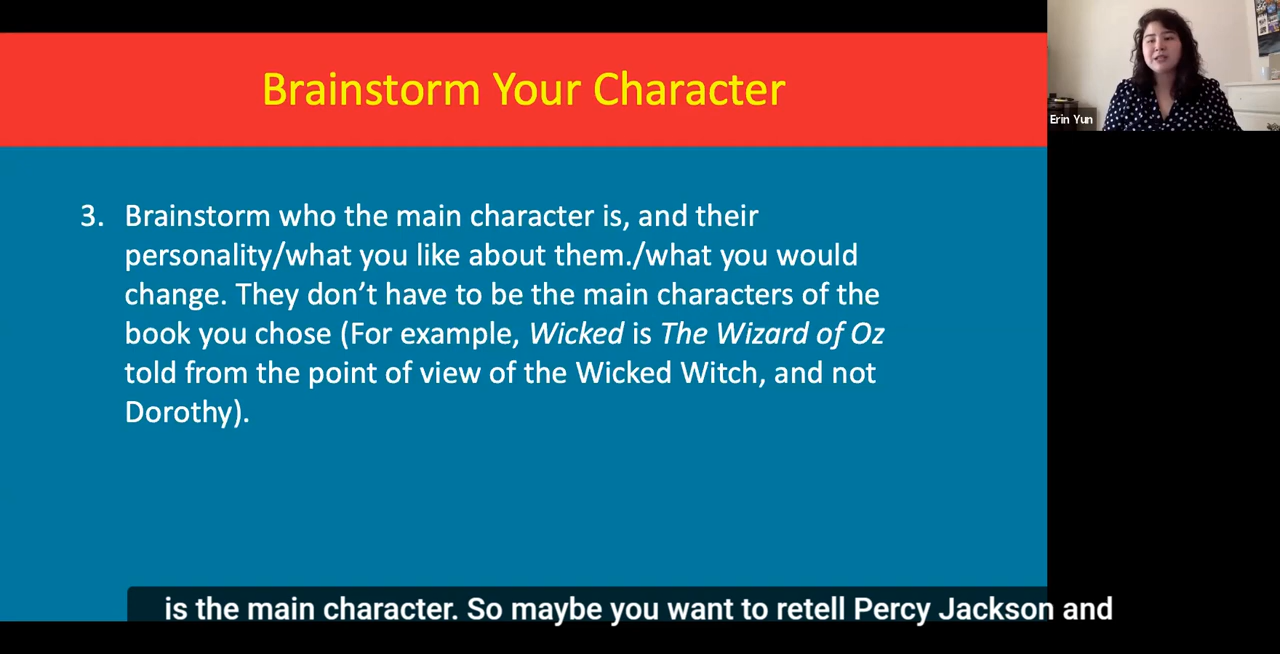 Brainstorm Your Character
Erin Yun
3. Brainstorm who the main character is, and their
personality/what you like about them./what you would
change. They don’t have to be the main characters of the
book you chose (For example, Wicked is The Wizard of Oz
told from the point of view of the Wicked Witch, and not
Dorothy).
is the main character. So maybe you want to retell Percy Jackson and